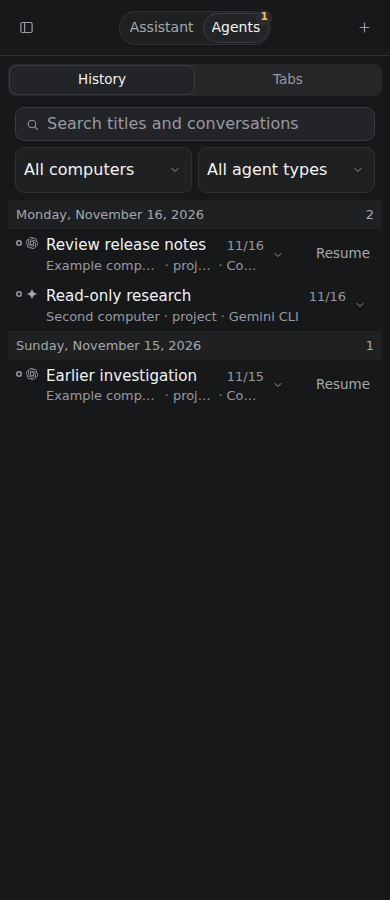 Assistant Agents 1
History Tabs
Search titles and conversations
All computers All agent types
Monday, November 16, 2026 2
Review release notes 11/16 Resume
Example comp… · proj… · Co…
Read-only research 11/16
Second computer · project · Gemini CLI
Sunday, November 15, 2026 1
Earlier investigation 11/15 Resume
Example comp… · proj… · Co…